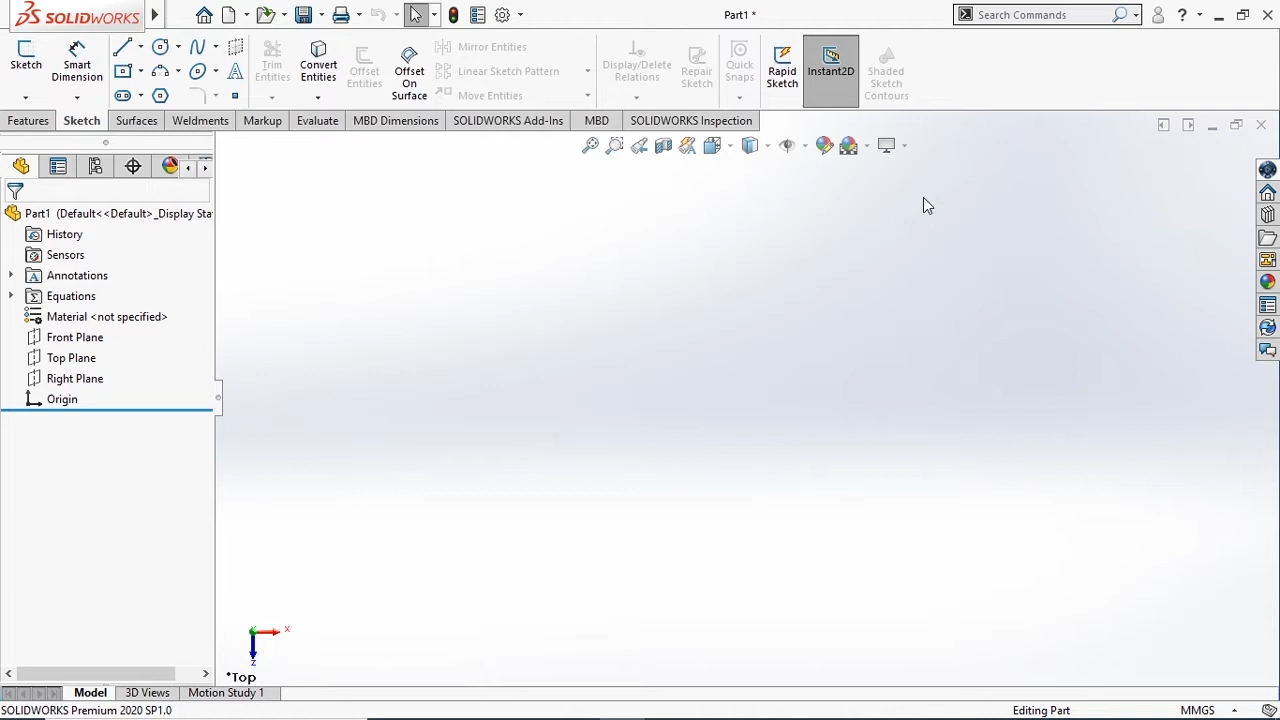 SOLIDWORKS
Part1 *
Search Commands
?
Sketch
Smart Dimension
Trim Entities
Convert Entities
Offset Entities
Offset On Surface
Mirror Entities
Linear Sketch Pattern
Move Entities
Display/Delete Relations
Repair Sketch
Quick Snaps
Rapid Sketch
Instant2D
Shaded Sketch Contours
Features
Sketch
Surfaces
Weldments
Markup
Evaluate
MBD Dimensions
SOLIDWORKS Add-Ins
MBD
SOLIDWORKS Inspection
Part1 (Default<<Default>_Display Sta
History
Sensors
Annotations
Equations
Material <not specified>
Front Plane
Top Plane
Right Plane
Origin
x
z
*Top
Model
3D Views
Motion Study 1
SOLIDWORKS Premium 2020 SP1.0
Editing Part
MMGS